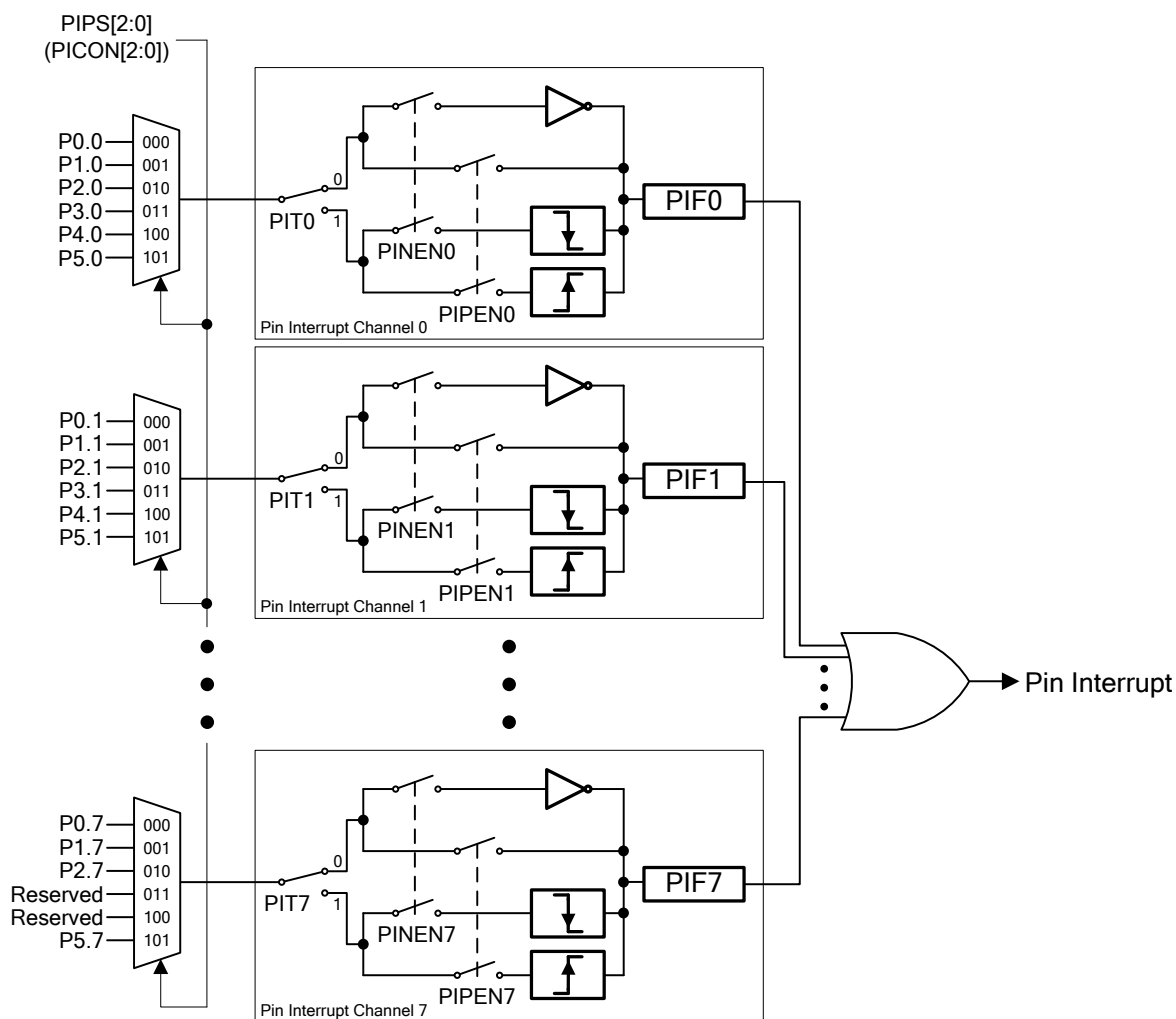 PIPS[2:0]
(PICON[2:0])
P0.0
P1.0
P2.0
P3.0
P4.0
P5.0
000
001
010
011
100
101
PIT0
0
1
PINEN0
PIPEN0
PIF0
Pin Interrupt Channel 0
P0.1
P1.1
P2.1
P3.1
P4.1
P5.1
000
001
010
011
100
101
PIT1
0
1
PINEN1
PIPEN1
PIF1
Pin Interrupt Channel 1
Pin Interrupt
P0.7
P1.7
P2.7
Reserved
Reserved
P5.7
000
001
010
011
100
101
PIT7
0
1
PINEN7
PIPEN7
PIF7
Pin Interrupt Channel 7